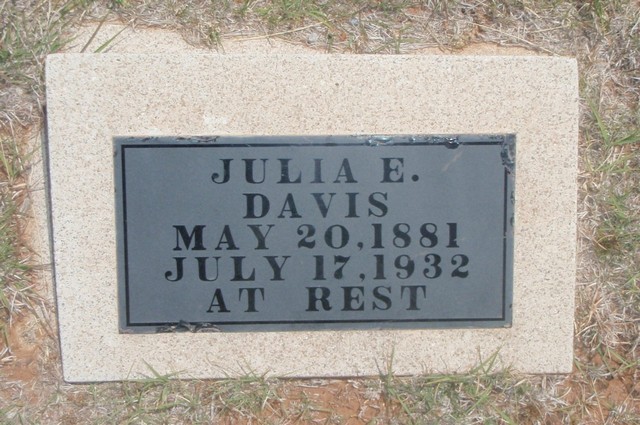 JULIA E.
DAVIS
MAY 20,1881
JULY 17,1932
AT REST